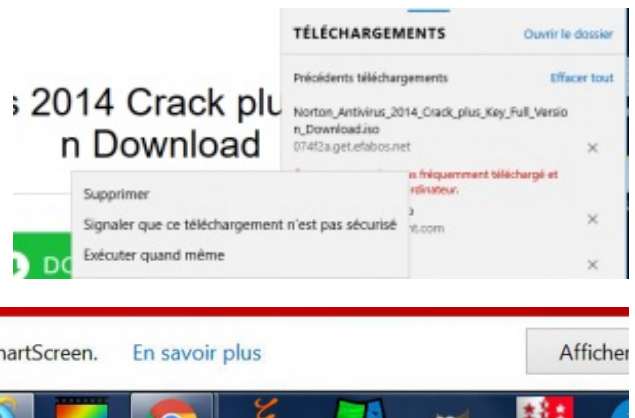 TÉLÉCHARGEMENTS Ouvrir le dossier
Précédents téléchargements Effacer tout
s 2014 Crack plu
n Download
Norton_Antivirus_2014_Crack_plus_Key_Full_Versio
n_Download.iso
074f2a.get.efabos.net
fréquemment téléchargé et
rdinateur.
nt.com
Supprimer
Signaler que ce téléchargement n'est pas sécurisé
Exécuter quand même
DO
martScreen. En savoir plus Afficher